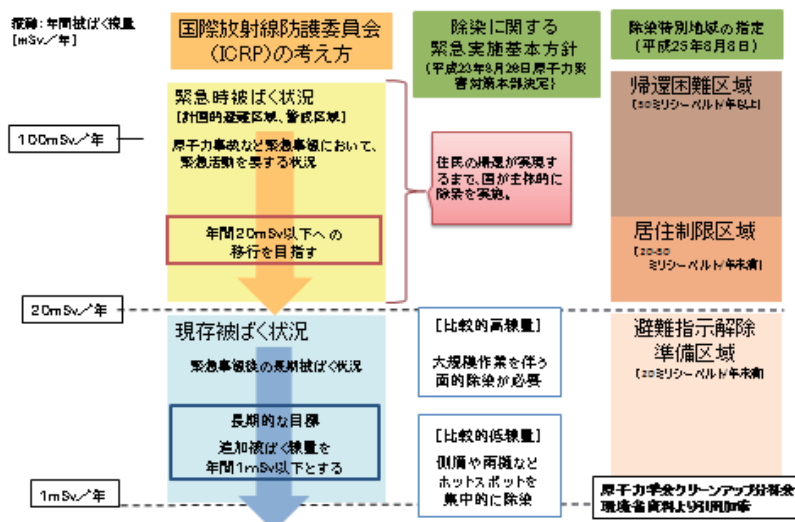 縦軸：年間被ばく線量
[mSv／年]
国際放射線防護委員会
(ICRP)の考え方
除染に関する
緊急実施基本方針
(平成23年8月26日原子力災
害対策本部決定)
除染特別地域の指定
(平成25年8月8日)
100mSv／年
20mSv／年
1mSv／年
緊急時被ばく状況
[計画的避難区域、警戒区域]
原子力事故など緊急事態において、
緊急活動を要する状況
年間20mSv以下への
移行を目指す
現存被ばく状況
緊急事態後の長期被ばく状況
長期的な目標
追加被ばく線量を
年間1mSv以下とする
住民の帰還が実現す
るまで、国が主体的に
除染を実施。
[比較的高線量]
大規模作業を伴う
面的除染が必要
[比較的低線量]
側溝や雨樋など
ホットスポットを
集中的に除染
帰還困難区域
[50ミリシーベルト/年以上]
居住制限区域
[20-50
ミリシーベルト/年未満]
避難指示解除
準備区域
[20ミリシーベルト/年未満]
原子力学会クリーンアップ分科会
環境省資料より引用加筆